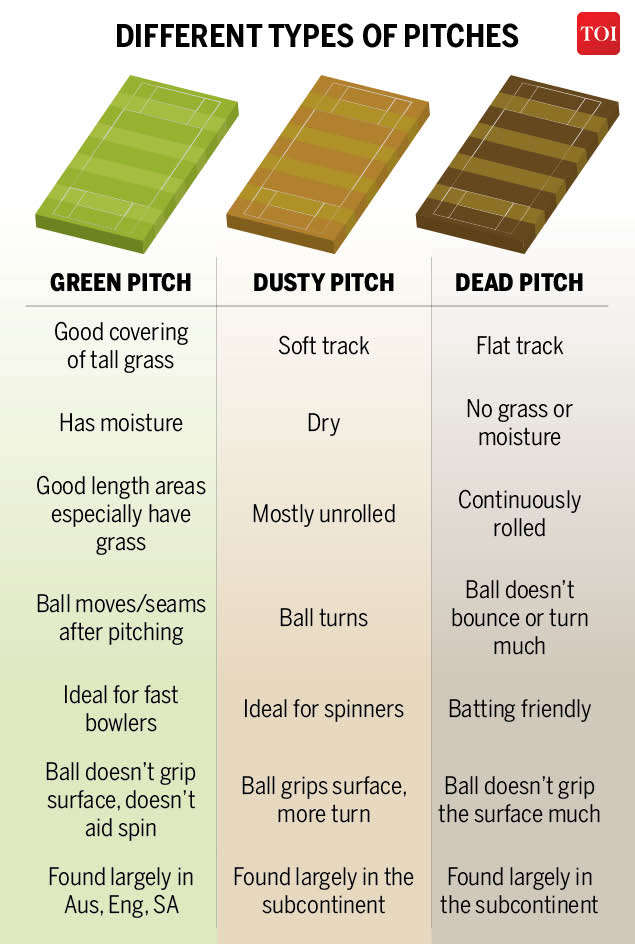 DIFFERENT TYPES OF PITCHES
TOI
GREEN PITCH
DUSTY PITCH
DEAD PITCH
Good covering
of tall grass
Soft track
Flat track
Has moisture
Dry
No grass or
moisture
Good length areas
especially have
grass
Mostly unrolled
Continuously
rolled
Ball moves/seams
after pitching
Ball turns
Ball doesn't
bounce or turn
much
Ideal for fast
bowlers
Ideal for spinners
Batting friendly
Ball doesn't grip
surface, doesn't
aid spin
Ball grips surface,
more turn
Ball doesn't grip
the surface much
Found largely in
Aus, Eng, SA
Found largely in the
subcontinent
Found largely in
the subcontinent